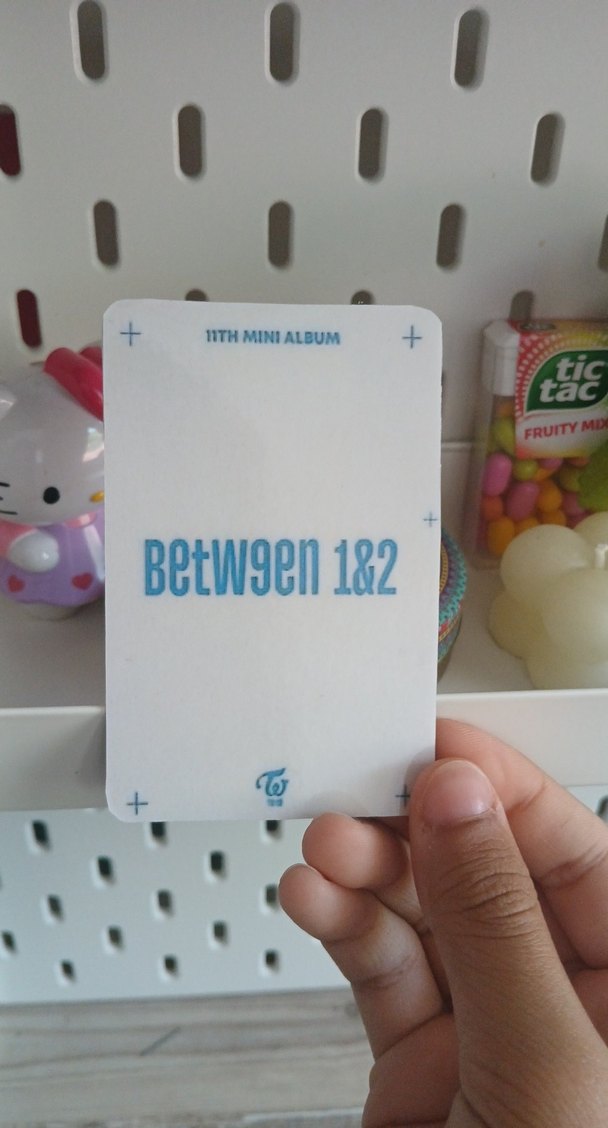 11TH MINI ALBUM
BetW9en 1&2
tic
tac
FRUITY MIX